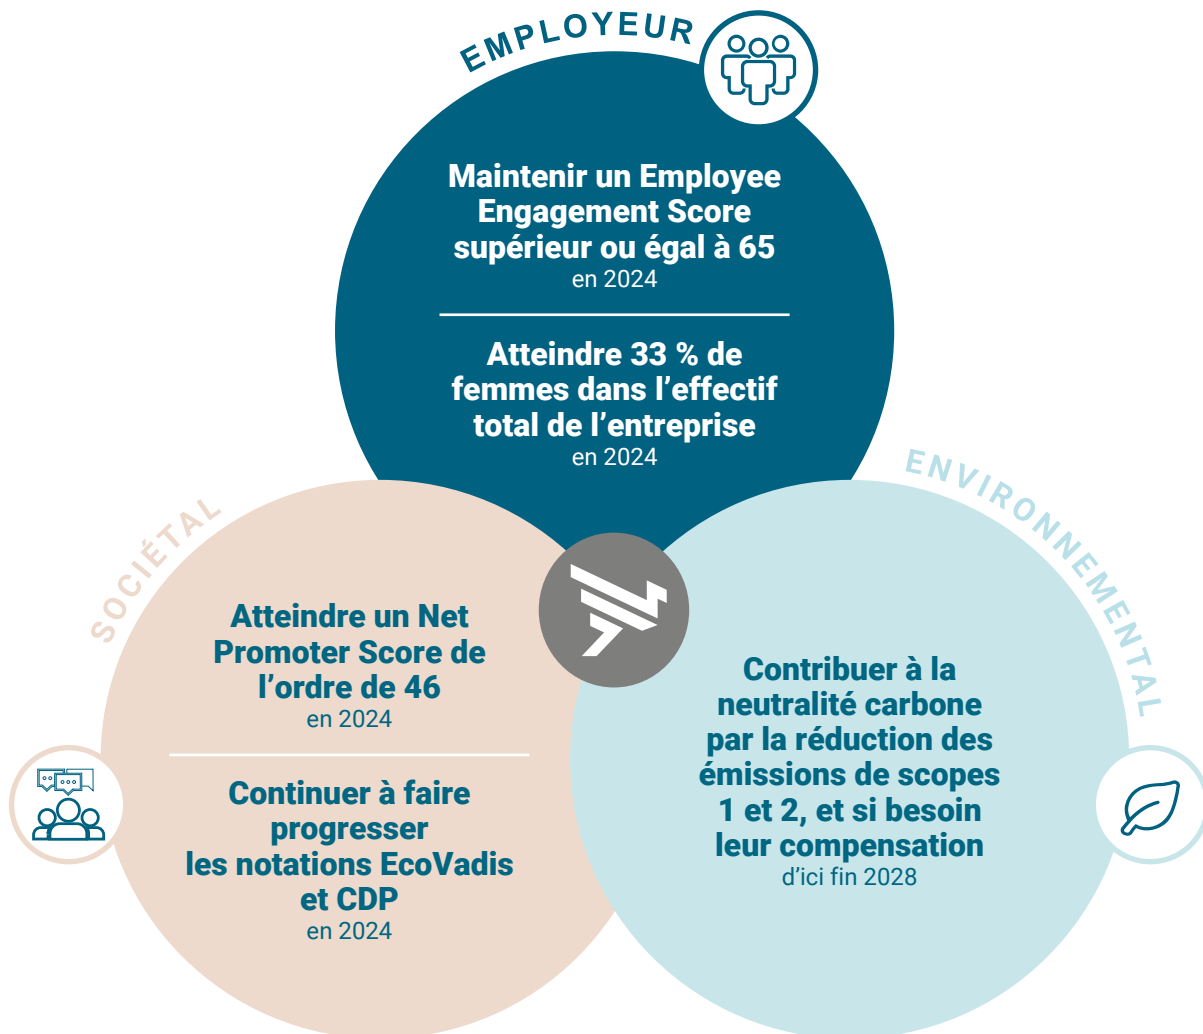 EMPLOYEUR
Maintenir un Employee
Engagement Score
supérieur ou égal à 65
en 2024
Atteindre 33 % de
femmes dans l’effectif
total de l’entreprise
en 2024
SOCIÉTAL
Atteindre un Net
Promoter Score de
l’ordre de 46
en 2024
Continuer à faire
progresser
les notations EcoVadis
et CDP
en 2024
ENVIRONNEMENTAL
Contribuer à la
neutralité carbone
par la réduction des
émissions de scopes
1 et 2, et si besoin
leur compensation
d’ici fin 2028